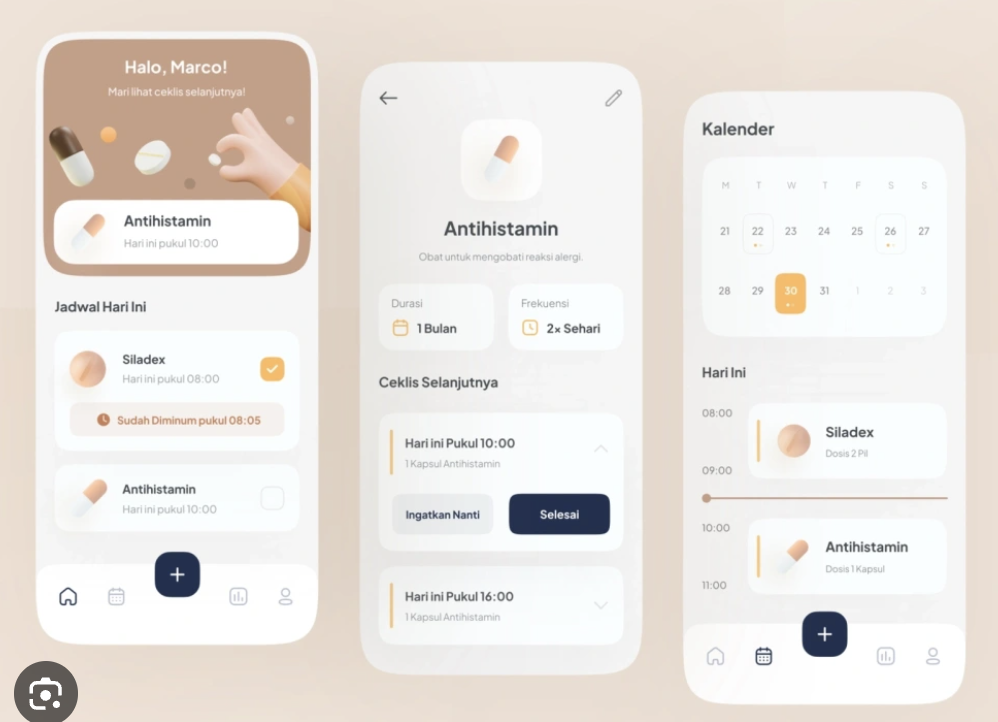 Halo, Marco!
Mari lihat ceklis selanjutnya!
Antihistamin
Hari ini pukul 10:00
Jadwal Hari Ini
Siladex
Hari ini pukul 08:00
Sudah Diminum pukul 08:05
Antihistamin
Hari ini pukul 10:00
Antihistamin
Obat untuk mengobati reaksi alergi.
Durasi
1 Bulan
Frekuensi
2x Sehari
Ceklis Selanjutnya
Hari ini Pukul 10:00
1 Kapsul Antihistamin
Ingatkan Nanti
Selesai
Hari ini Pukul 16:00
1 Kapsul Antihistamin
Kalender
M T W T F S S
21 22 23 24 25 26 27
28 29 30 31 1 2 3
Hari Ini
08:00
Siladex
Dosis 2 Pil
09:00
10:00
Antihistamin
Dosis 1 Kapsul
11:00